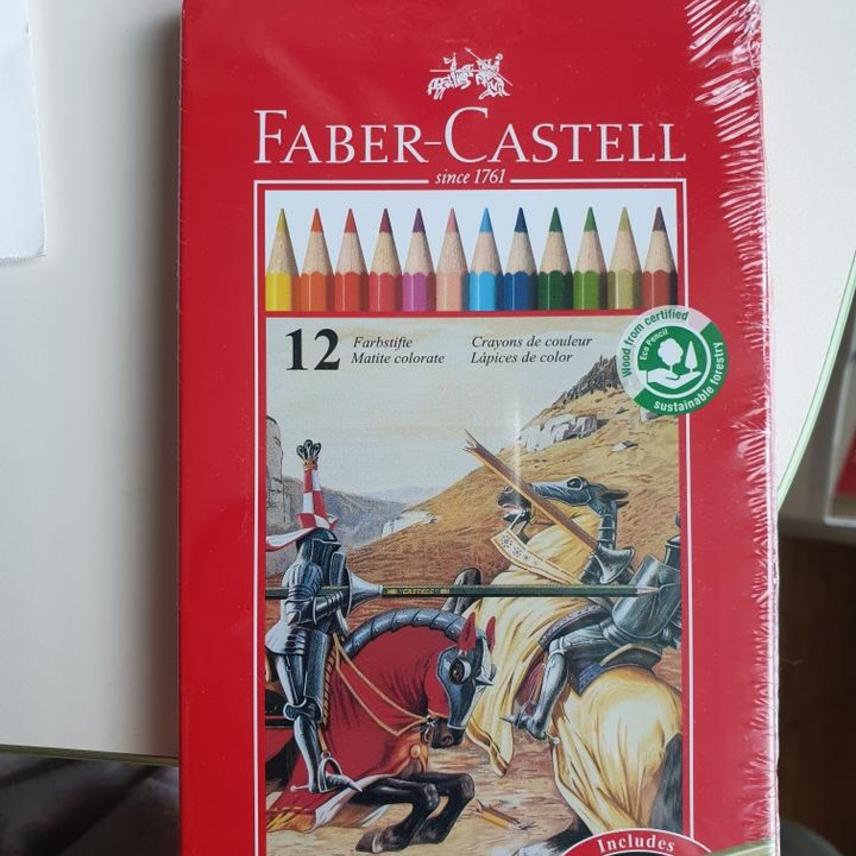 FABER-CASTELL
since 1761
12
Farbstifte
Matite colorate
Crayons de couleur
Lápices de color
Wood from certified
Eco Pencil
sustainable forestry
CASTELL
Includes